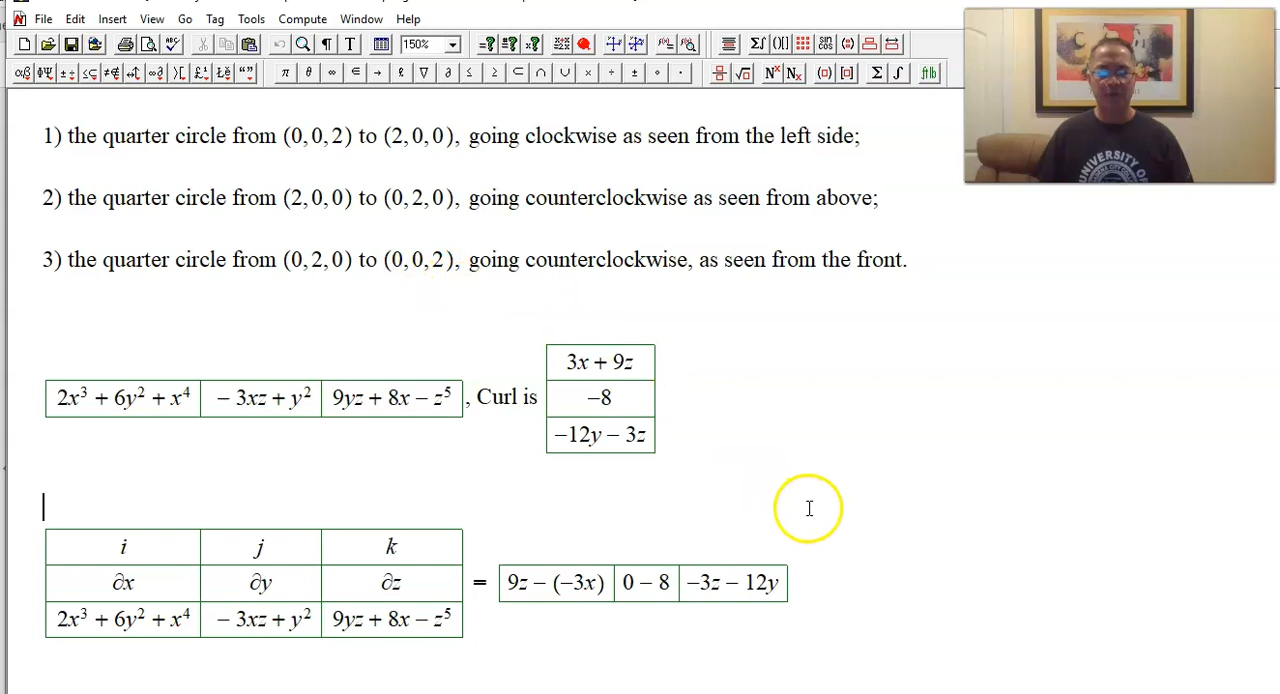 File Edit Insert View Go Tag Tools Compute Window Help
150%
1) the quarter circle from (0,0,2) to (2,0,0), going clockwise as seen from the left side;
2) the quarter circle from (2,0,0) to (0,2,0), going counterclockwise as seen from above;
3) the quarter circle from (0,2,0) to (0,0,2), going counterclockwise, as seen from the front.
3x + 9z
2x³ + 6y² + x⁴ − 3xz + y² 9yz + 8x − z⁵ , Curl is −8
−12y − 3z
i j k
∂x ∂y ∂z = 9z − (−3x) 0 − 8 −3z − 12y
2x³ + 6y² + x⁴ − 3xz + y² 9yz + 8x − z⁵
UNIVERSITY OF